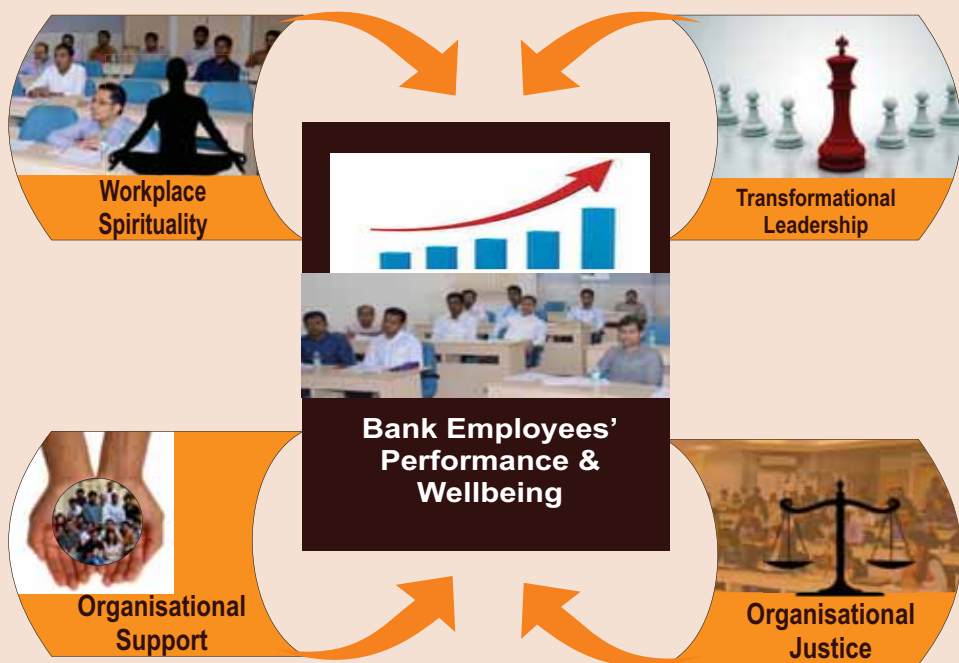 Workplace
Spirituality
Transformational
Leadership
Bank Employees’
Performance &
Wellbeing
Organisational
Support
Organisational
Justice